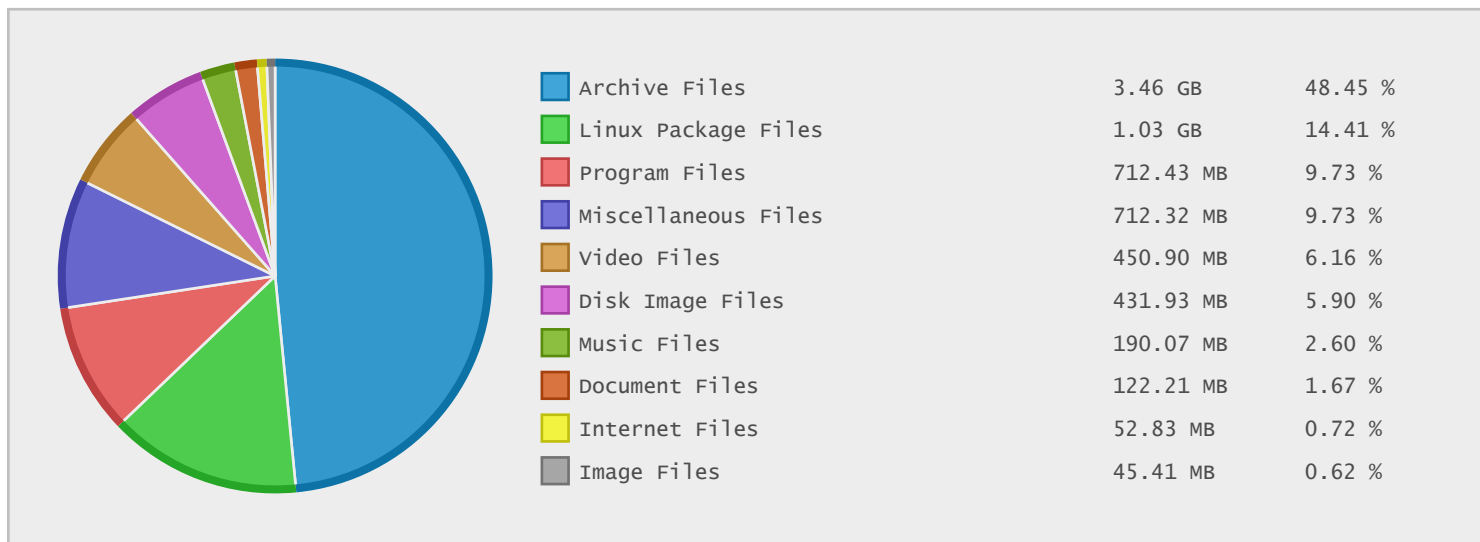 Archive Files 3.46 GB 48.45 %
Linux Package Files 1.03 GB 14.41 %
Program Files 712.43 MB 9.73 %
Miscellaneous Files 712.32 MB 9.73 %
Video Files 450.90 MB 6.16 %
Disk Image Files 431.93 MB 5.90 %
Music Files 190.07 MB 2.60 %
Document Files 122.21 MB 1.67 %
Internet Files 52.83 MB 0.72 %
Image Files 45.41 MB 0.62 %